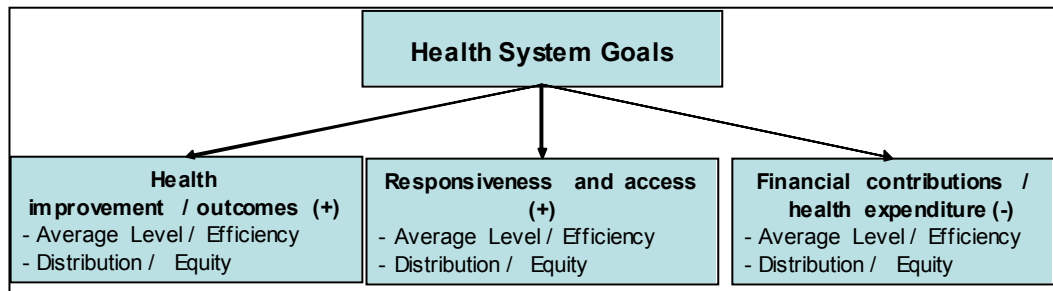 Health System Goals
Health
improvement / outcomes (+)
- Average Level / Efficiency
- Distribution / Equity
Responsiveness and access
(+)
- Average Level / Efficiency
- Distribution / Equity
Financial contributions /
health expenditure (-)
- Average Level / Efficiency
- Distribution / Equity